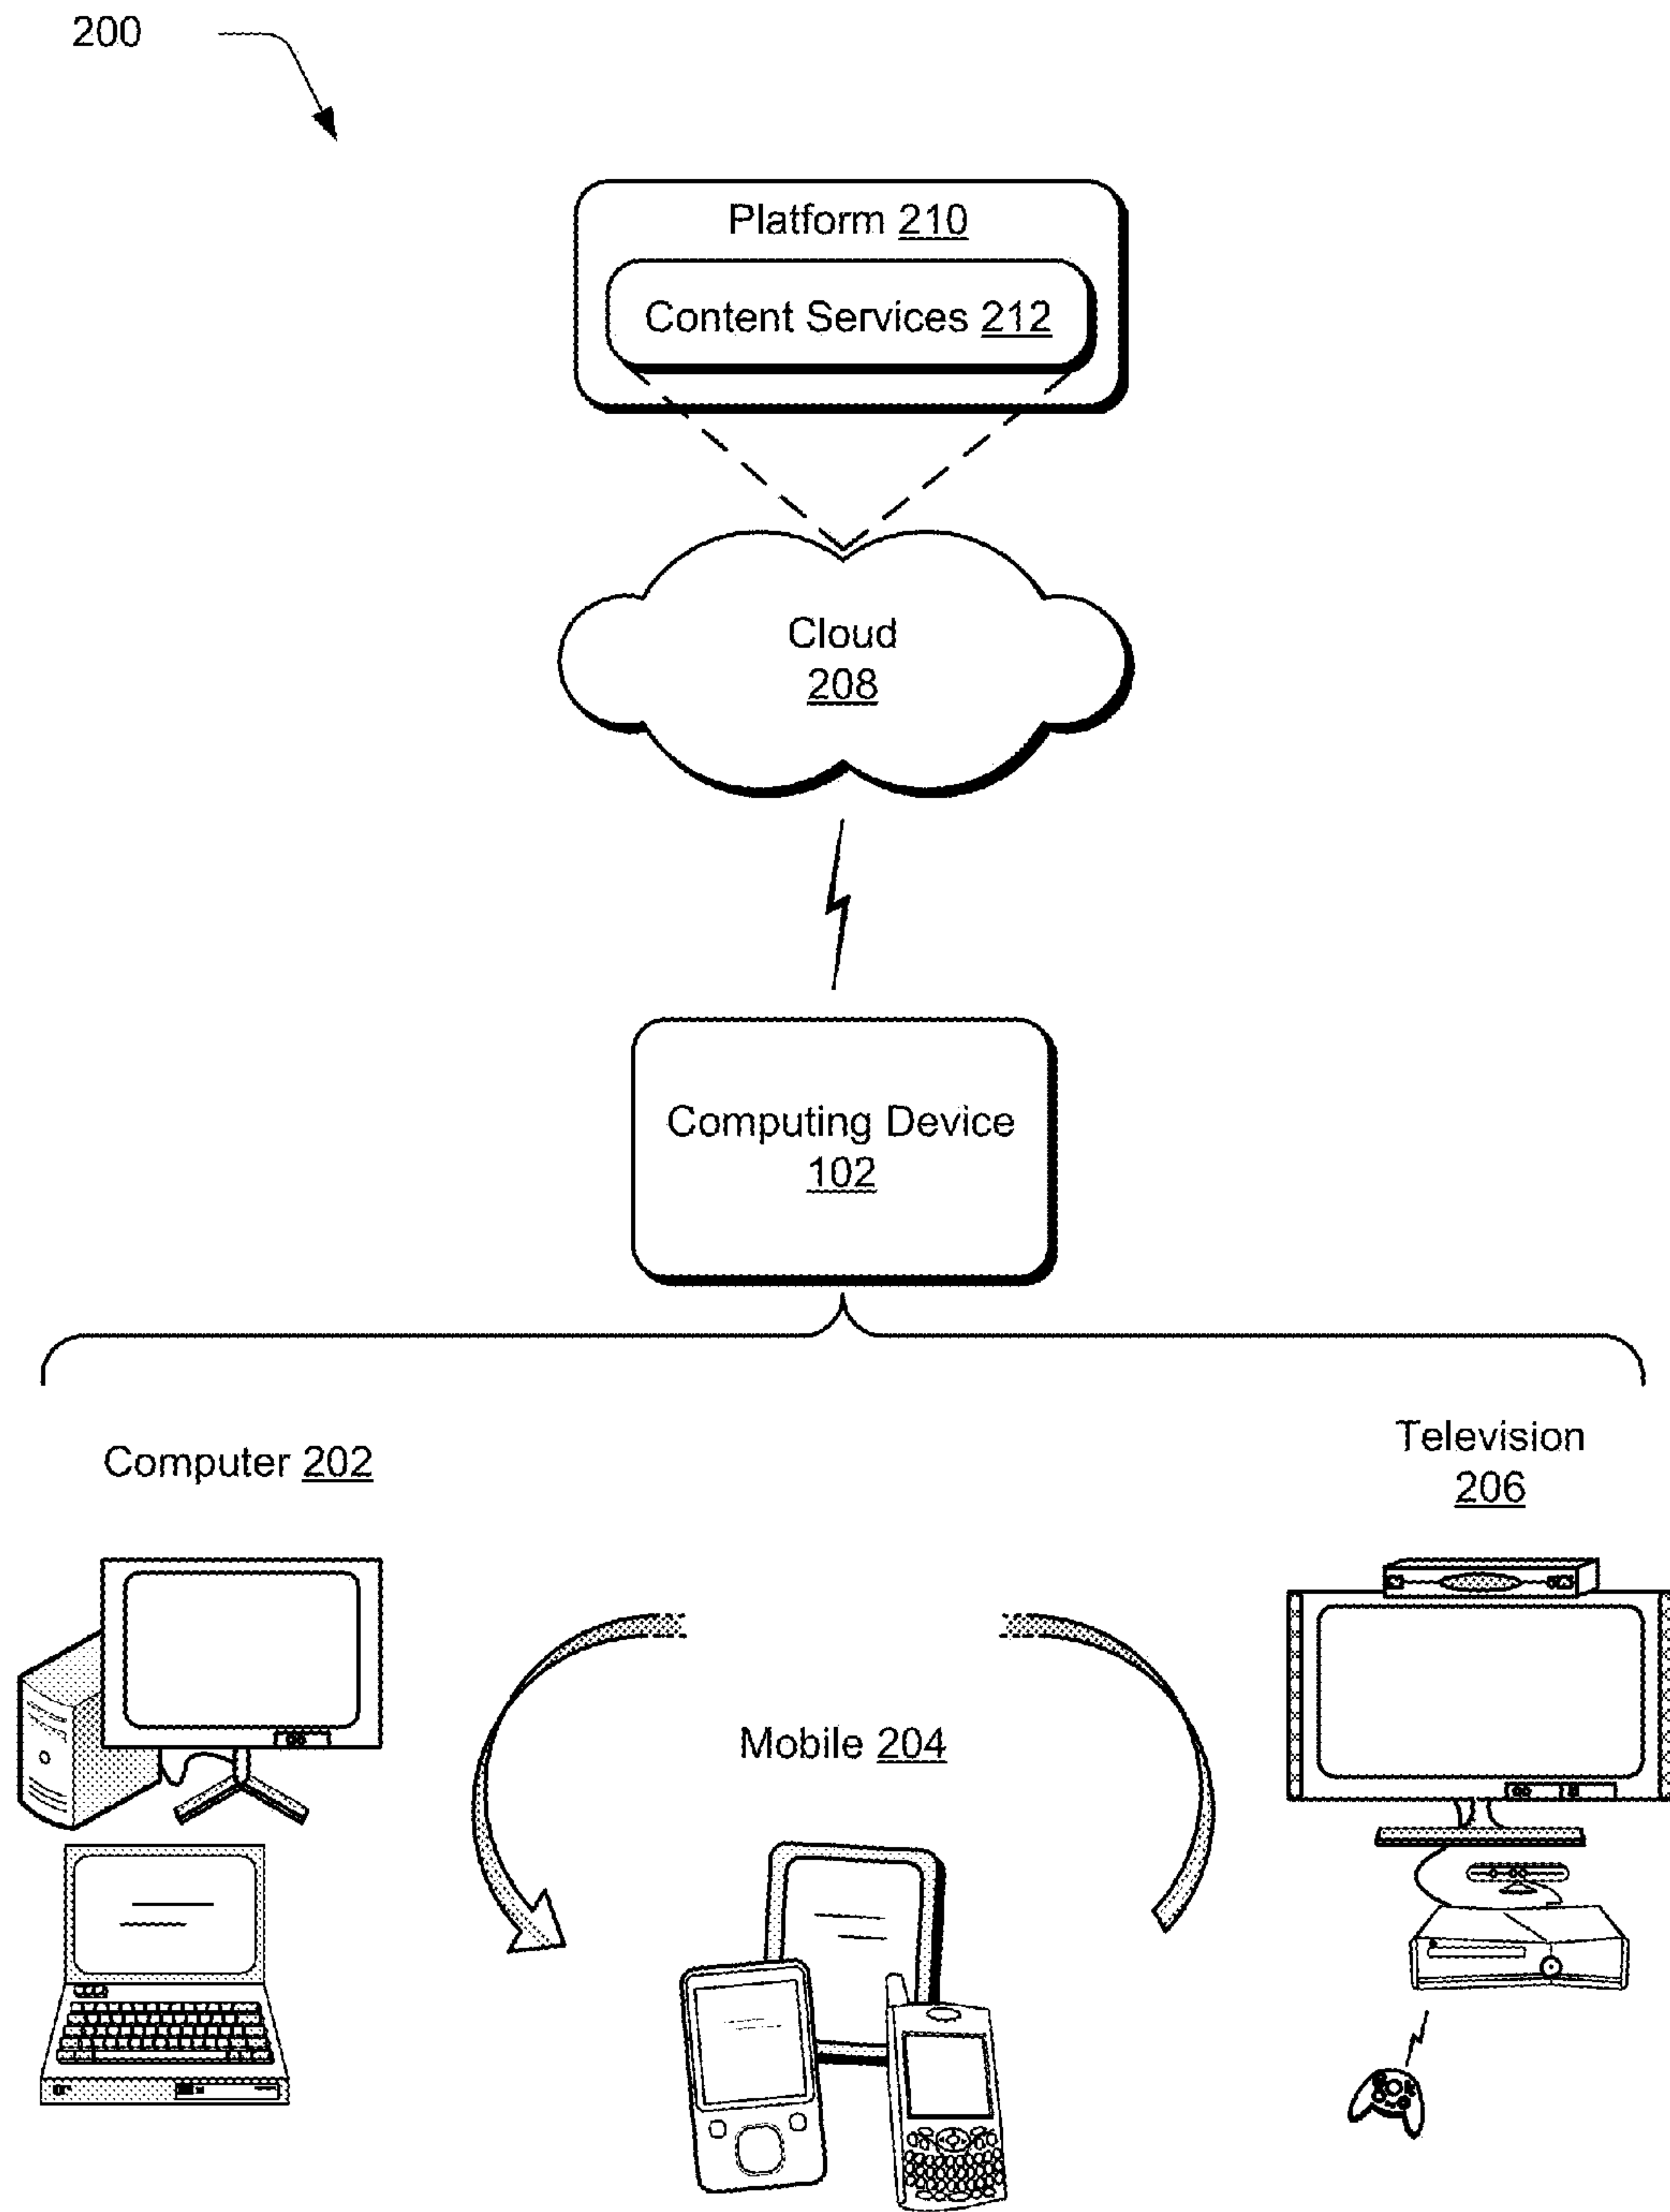 200
Platform 210
Content Services 212
Cloud
208
Computing Device
102
Computer 202
Television
206
Mobile 204